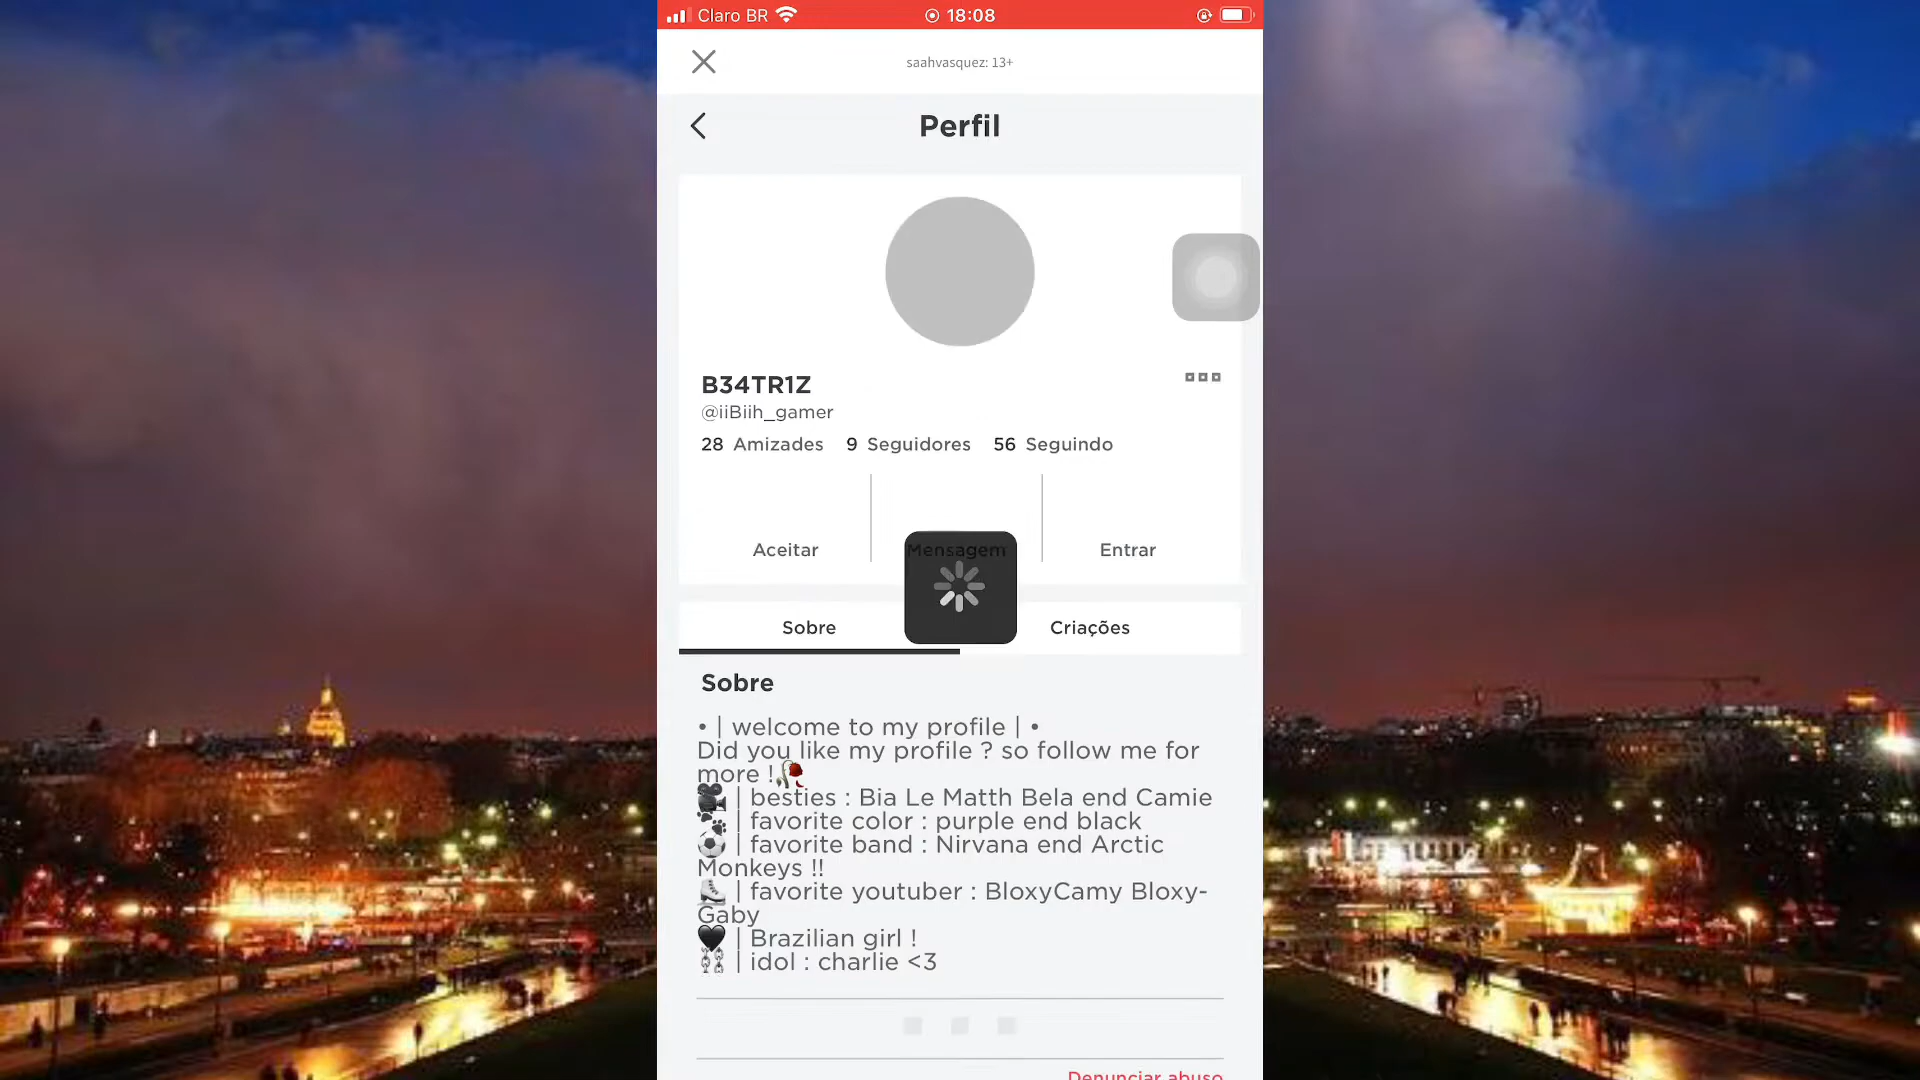 Claro BR 18:08
saahvasquez: 13+
Perfil
B34TR1Z
@iiBiih_gamer
28 Amizades 9 Seguidores 56 Seguindo
Aceitar Mensagem Entrar
Sobre Criações
Sobre
• | welcome to my profile | •
Did you like my profile ? so follow me for
more !🥀
🎥 | besties : Bia Le Matth Bela end Camie
🐾 | favorite color : purple end black
⚽ | favorite band : Nirvana end Arctic
Monkeys !!
⛸ | favorite youtuber : BloxyCamy Bloxy-
Gaby
🖤 | Brazilian girl !
⛓ | idol : charlie <3
Denunciar abuso